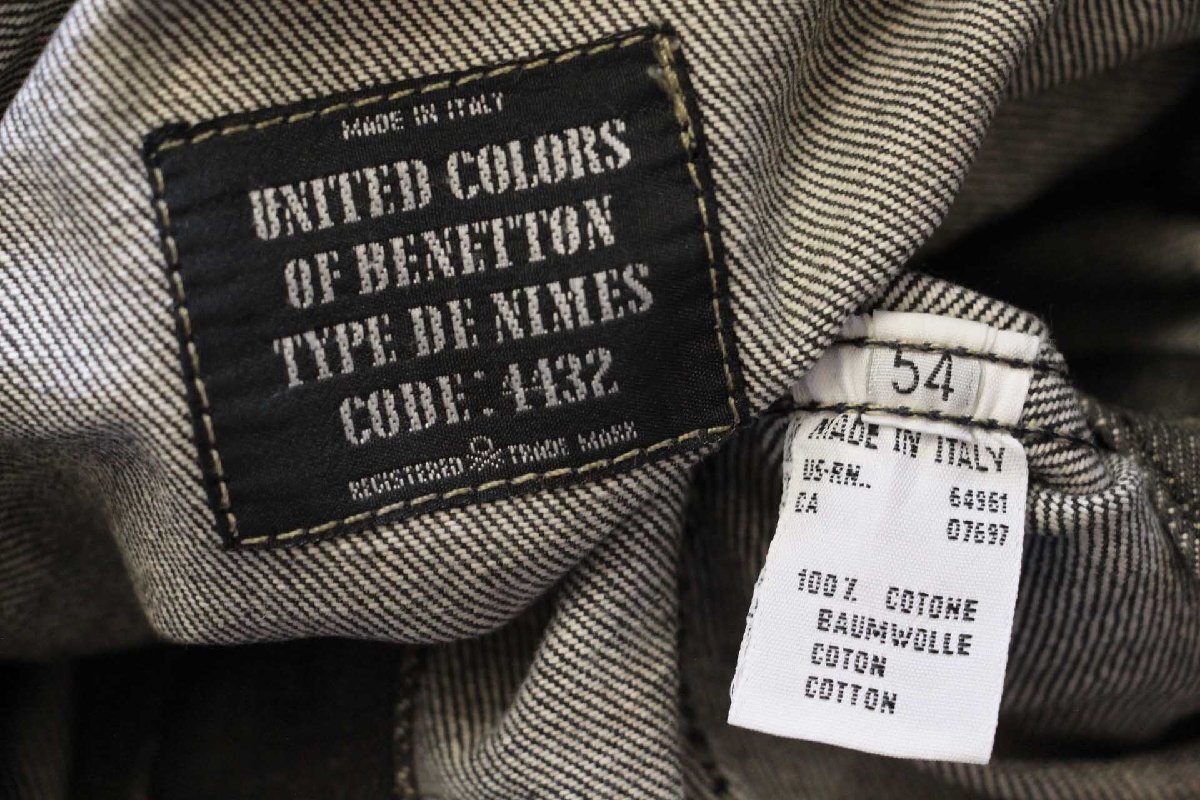 MADE IN ITALY
UNITED COLORS
OF BENETTON
TYPE DE NIMES
CODE: 4432
REGISTERED TRADE MARK
54
MADE IN ITALY
US-RN.. 64961
CA 07697
100% COTONE
BAUMWOLLE
COTON
COTTON